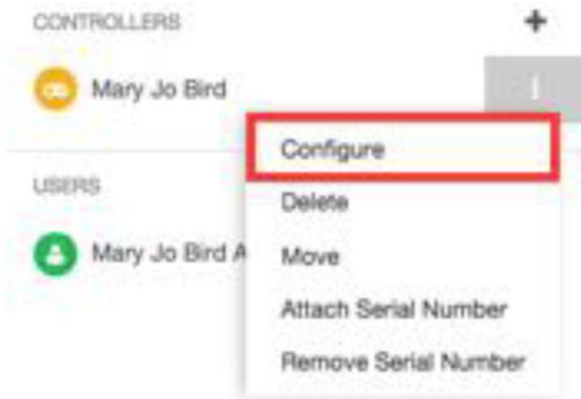 CONTROLLERS +
Mary Jo Bird
Configure
USERS
Delete
Mary Jo Bird A
Move
Attach Serial Number
Remove Serial Number